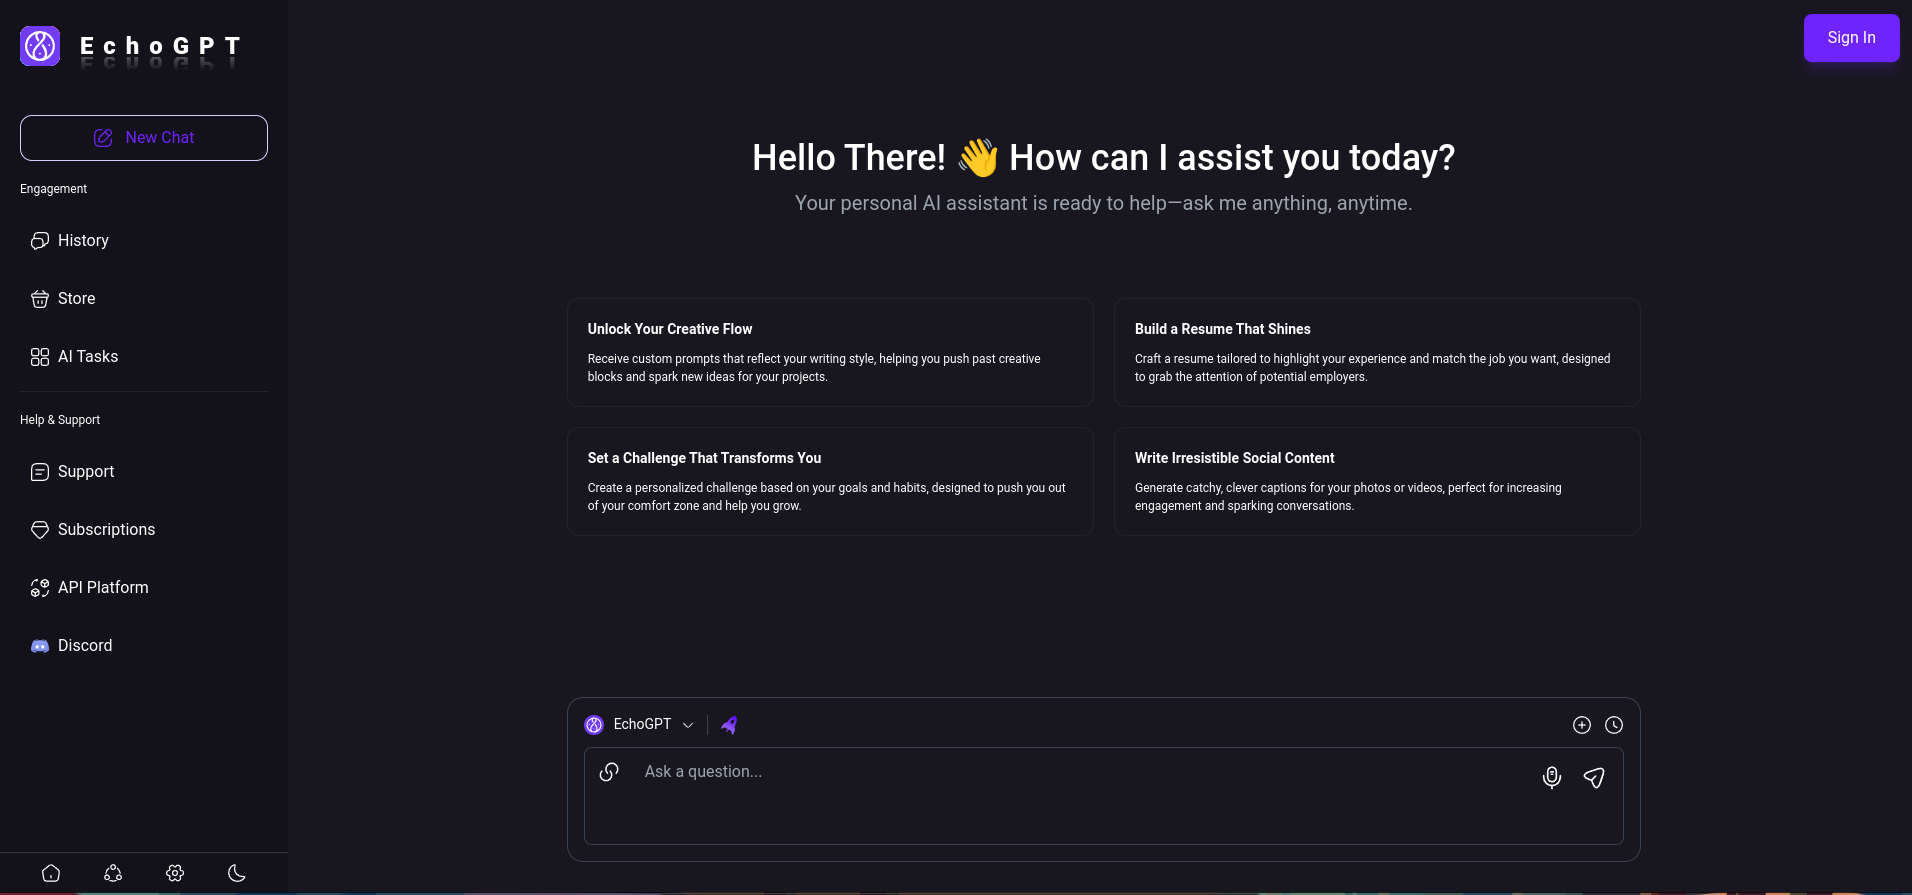 EchoGPT
Sign In
New Chat
Engagement
History
Store
AI Tasks
Help & Support
Support
Subscriptions
API Platform
Discord
Hello There! 👋 How can I assist you today?
Your personal AI assistant is ready to help—ask me anything, anytime.
Unlock Your Creative Flow
Receive custom prompts that reflect your writing style, helping you push past creative
blocks and spark new ideas for your projects.
Build a Resume That Shines
Craft a resume tailored to highlight your experience and match the job you want, designed
to grab the attention of potential employers.
Set a Challenge That Transforms You
Create a personalized challenge based on your goals and habits, designed to push you out
of your comfort zone and help you grow.
Write Irresistible Social Content
Generate catchy, clever captions for your photos or videos, perfect for increasing
engagement and sparking conversations.
EchoGPT
Ask a question...